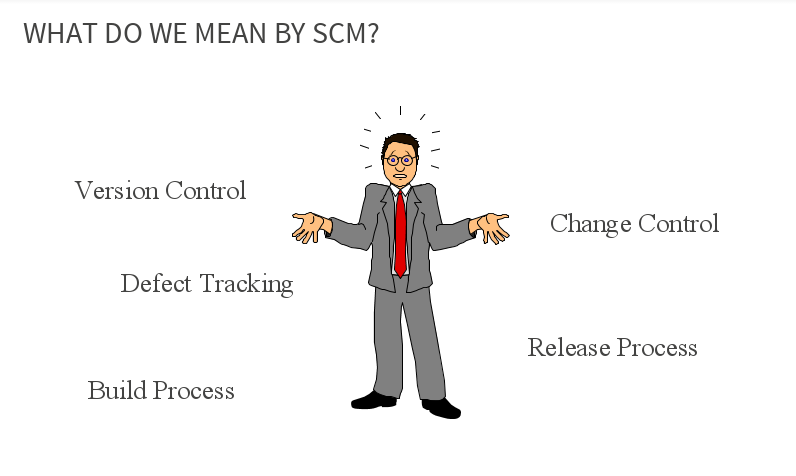 WHAT DO WE MEAN BY SCM?
Version Control
Change Control
Defect Tracking
Release Process
Build Process